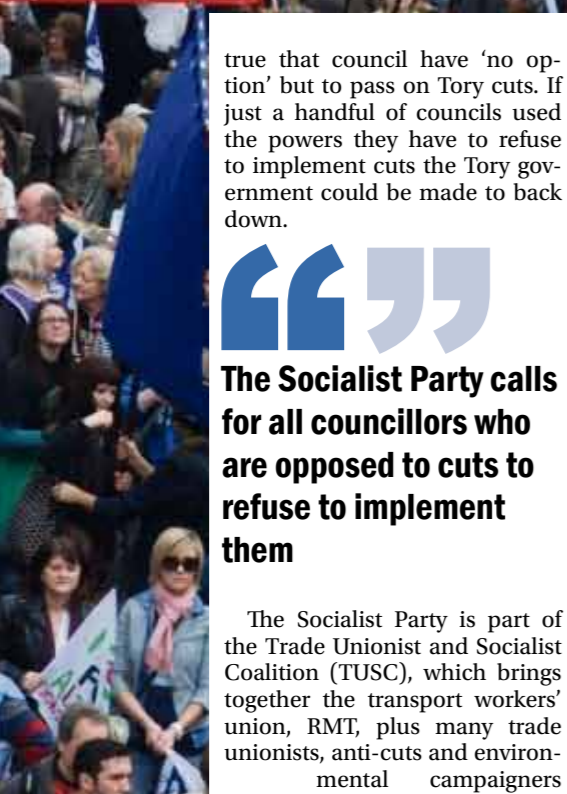 true that council have ‘no op-
tion’ but to pass on Tory cuts. If
just a handful of councils used
the powers they have to refuse
to implement cuts the Tory gov-
ernment could be made to back
down.
“ ”
The Socialist Party calls
for all councillors who
are opposed to cuts to
refuse to implement
them
The Socialist Party is part of
the Trade Unionist and Socialist
Coalition (TUSC), which brings
together the transport workers’
union, RMT, plus many trade
unionists, anti-cuts and environ-
mental campaigners